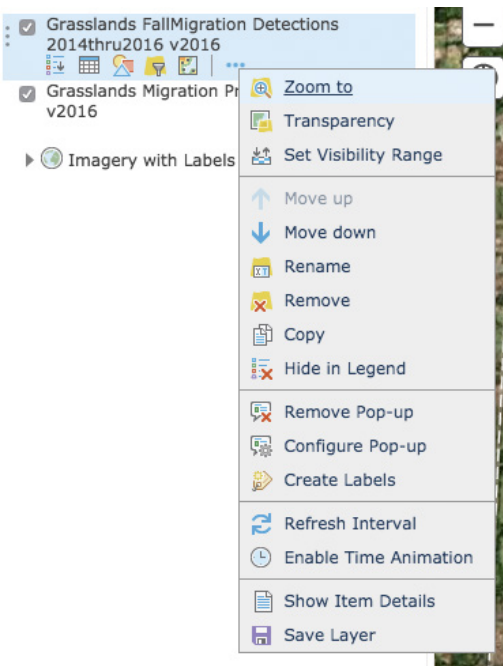 Grasslands FallMigration Detections
2014thru2016 v2016
Grasslands Migration Pr
v2016
Imagery with Labels
Zoom to
Transparency
Set Visibility Range
Move up
Move down
Rename
Remove
Copy
Hide in Legend
Remove Pop-up
Configure Pop-up
Create Labels
Refresh Interval
Enable Time Animation
Show Item Details
Save Layer